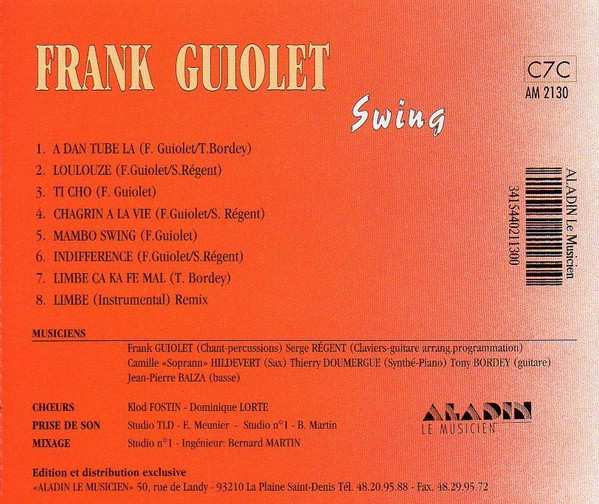 FRANK GUIOLET
Swing
C7C
AM 2130
1. A DAN TUBE LA (F. Guiolet/T.Bordey)
2. LOULOUZE (F.Guiolet/S.Régent)
3. TI CHO (F. Guiolet)
4. CHAGRIN A LA VIE (F.Guiolet/S. Régent)
5. MAMBO SWING (F.Guiolet)
6. INDIFFERENCE (F.Guiolet/S.Régent)
7. LIMBE ÇA KA FE MAL (T. Bordey)
8. LIMBE (Instrumental) Remix
ALADIN Le Musicien
3415440211300
MUSICIENS
Frank GUIOLET (Chant-percussions) Serge RÉGENT (Claviers-guitare arrang.programmation)
Camille «Soprann» HILDEVERT (Sax) Thierry DOUMERGUE (Synthé-Piano) Tony BORDEY (guitare)
Jean-Pierre BALZA (basse)
CHŒURS Klod FOSTIN - Dominique LORTE
PRISE DE SON Studio TLD - E. Meunier - Studio n°1 - B. Martin
MIXAGE Studio n°1 - Ingénieur: Bernard MARTIN
ALADIN
LE MUSICIEN
Edition et distribution exclusive
«ALADIN LE MUSICIEN» 50, rue de Landy - 93210 La Plaine Saint-Denis Tél. 48.20.95.88 - Fax. 48.29.95.72